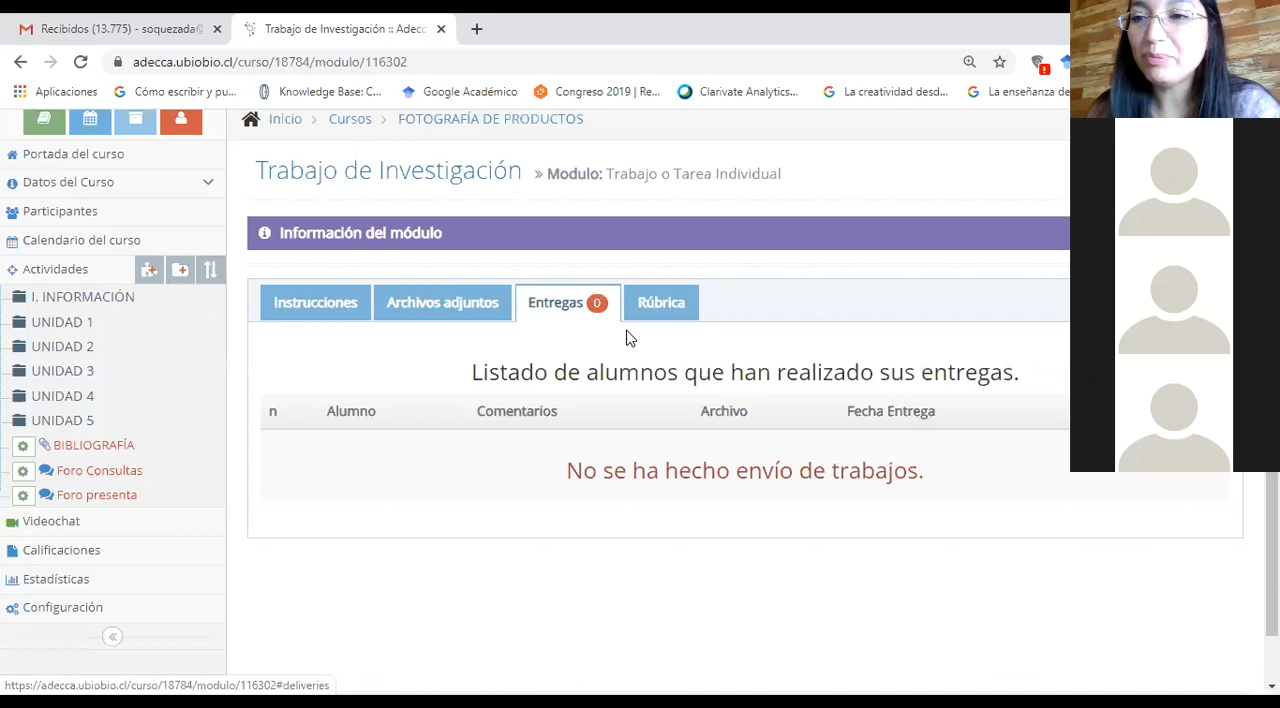 Recibidos (13.775) - soquezada@
Trabajo de Investigación :: Adecc
adecca.ubiobio.cl/curso/18784/modulo/116302
Aplicaciones
Cómo escribir y pu...
Knowledge Base: C...
Google Académico
Congreso 2019 | Re...
Clarivate Analytics...
La creatividad desd...
La enseñanza de
Inicio > Cursos > FOTOGRAFÍA DE PRODUCTOS
Portada del curso
Datos del Curso
Participantes
Calendario del curso
Actividades
I. INFORMACIÓN
UNIDAD 1
UNIDAD 2
UNIDAD 3
UNIDAD 4
UNIDAD 5
BIBLIOGRAFÍA
Foro Consultas
Foro presenta
Videochat
Calificaciones
Estadísticas
Configuración
Trabajo de Investigación » Modulo: Trabajo o Tarea Individual
Información del módulo
Instrucciones
Archivos adjuntos
Entregas 0
Rúbrica
Listado de alumnos que han realizado sus entregas.
n Alumno Comentarios Archivo Fecha Entrega
No se ha hecho envío de trabajos.
https://adecca.ubiobio.cl/curso/18784/modulo/116302#deliveries